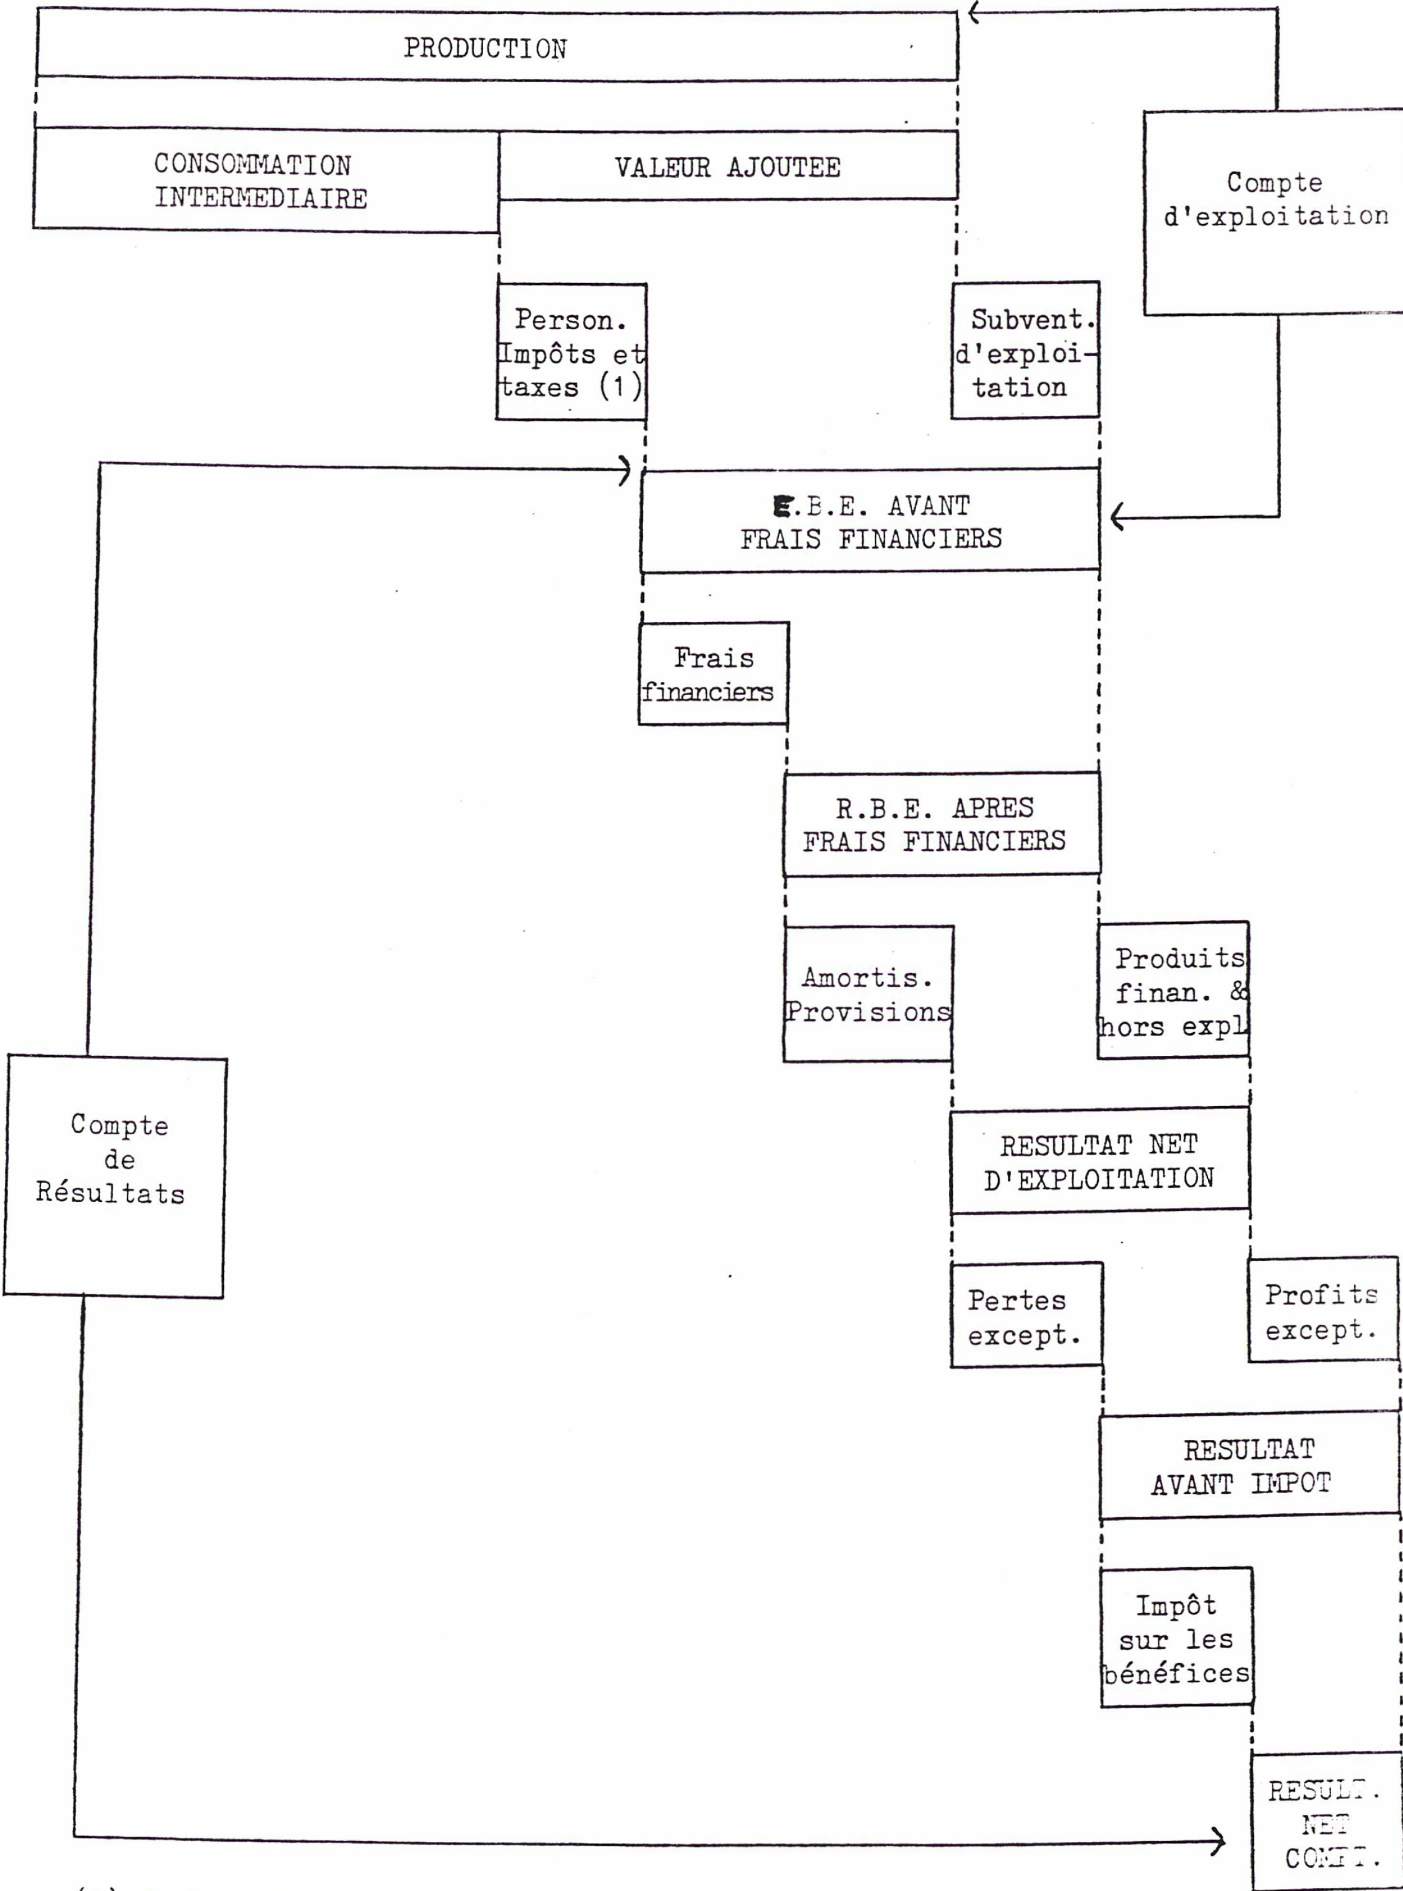 PRODUCTION
CONSOMMATION
INTERMEDIAIRE
VALEUR AJOUTEE
Compte
d'exploitation
Person.
Impôts et
taxes (1)
Subvent.
d'exploi-
tation
E.B.E. AVANT
FRAIS FINANCIERS
Frais
financiers
R.B.E. APRES
FRAIS FINANCIERS
Amortis.
Provisions
Produits
finan. &
hors expl
Compte
de
Résultats
RESULTAT NET
D'EXPLOITATION
Pertes
except.
Profits
except.
RESULTAT
AVANT IMPOT
Impôt
sur les
bénéfices
RESULT.
NET
COMPT.